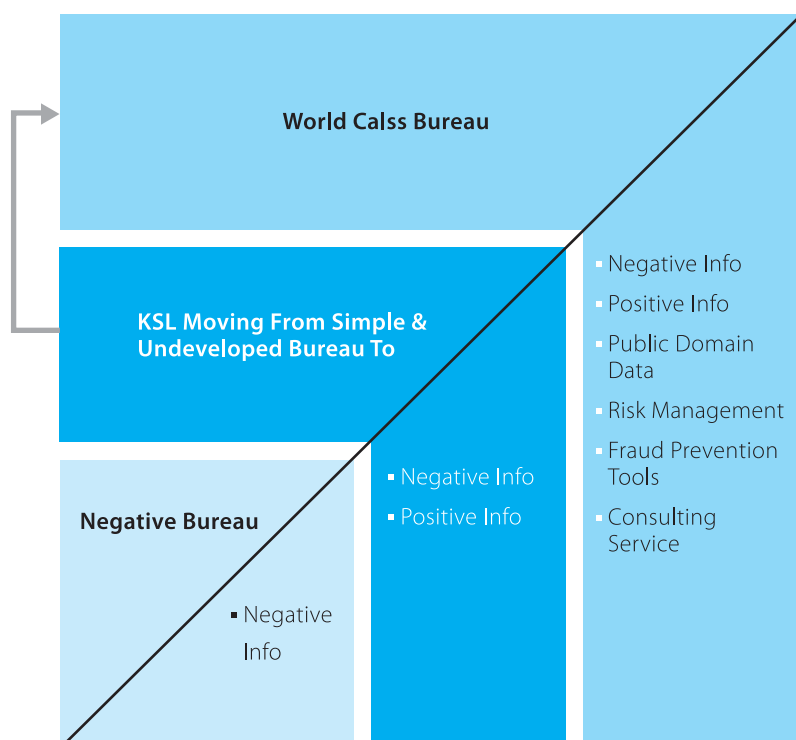 World Calss Bureau
KSL Moving From Simple &
Undeveloped Bureau To
Negative Bureau
▪ Negative
Info
▪ Negative Info
▪ Positive Info
▪ Negative Info
▪ Positive Info
▪ Public Domain
Data
▪ Risk Management
▪ Fraud Prevention
Tools
▪ Consulting
Service